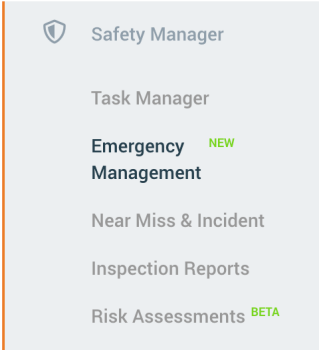 Safety Manager
Task Manager
Emergency NEW
Management
Near Miss & Incident
Inspection Reports
Risk Assessments BETA